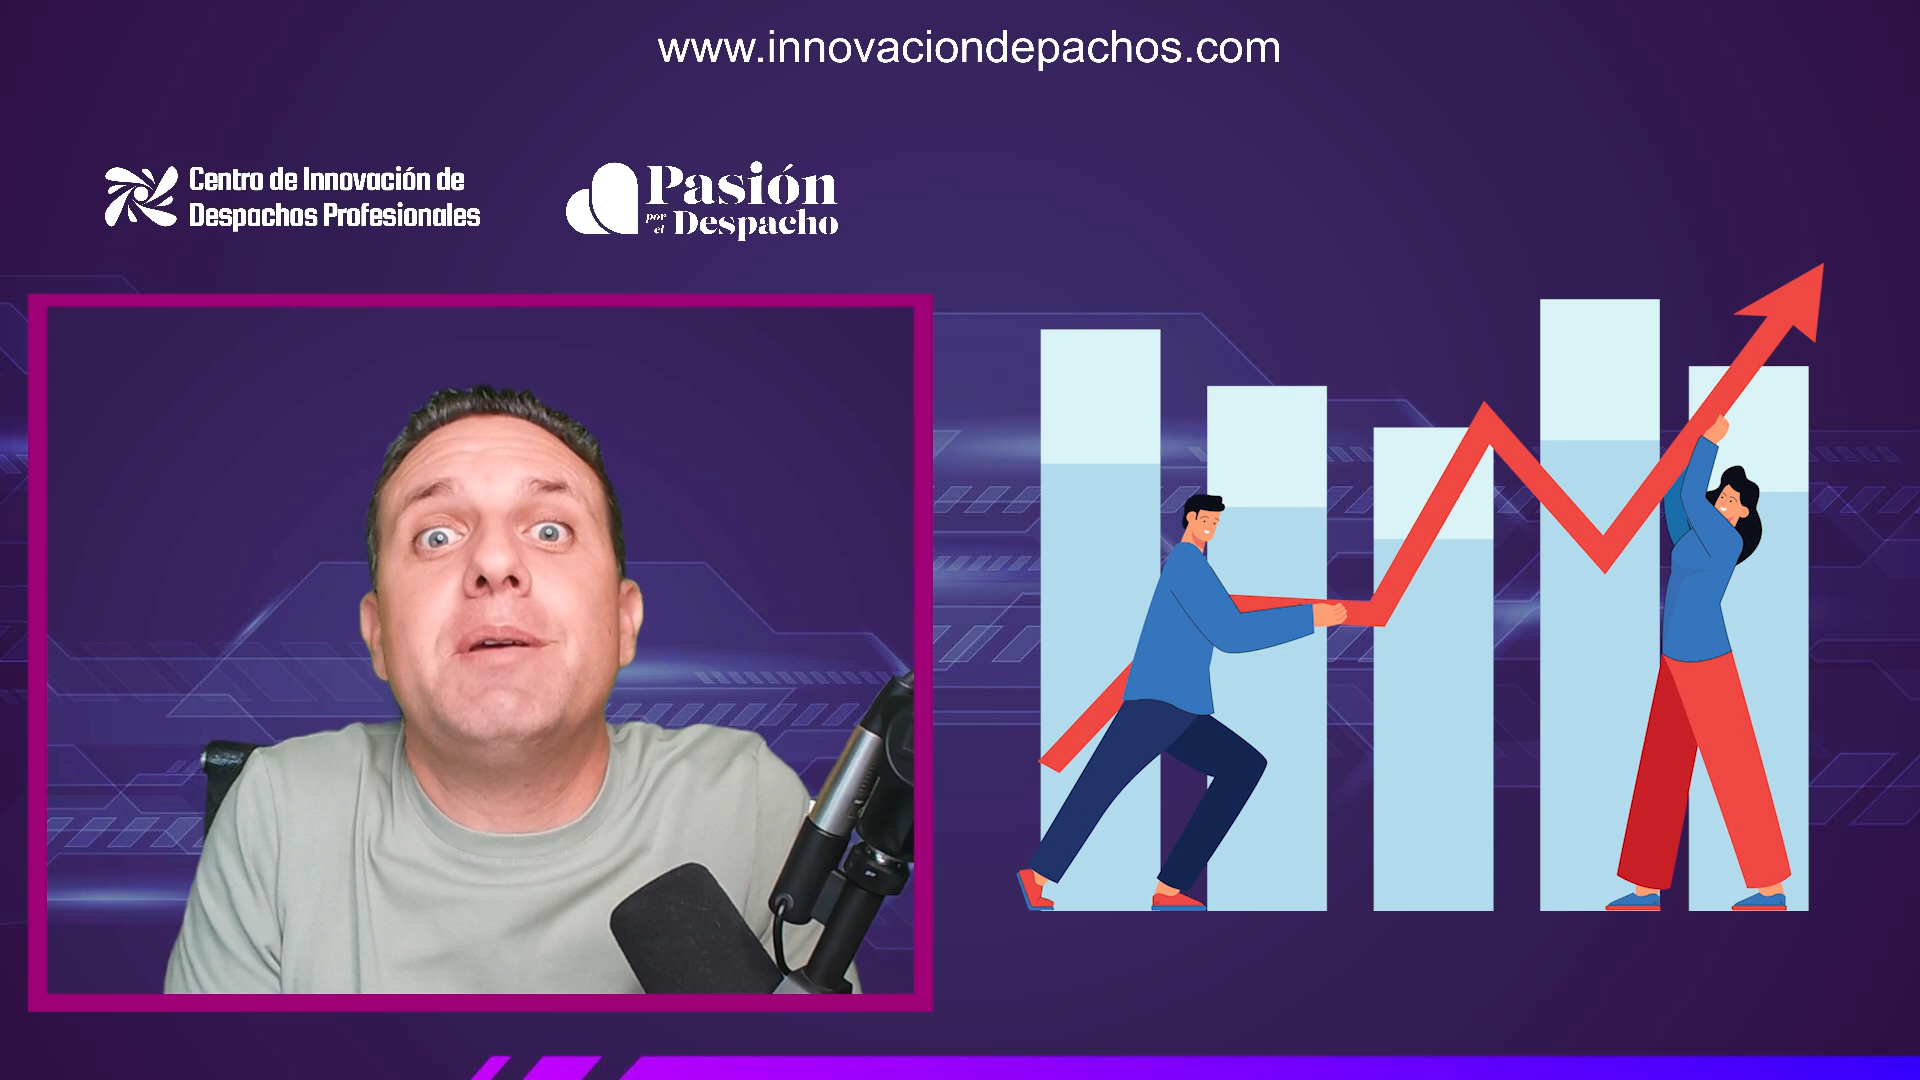 www.innovaciondepachos.com
Centro de Innovación de
Despachos Profesionales
Pasión
por el Despacho